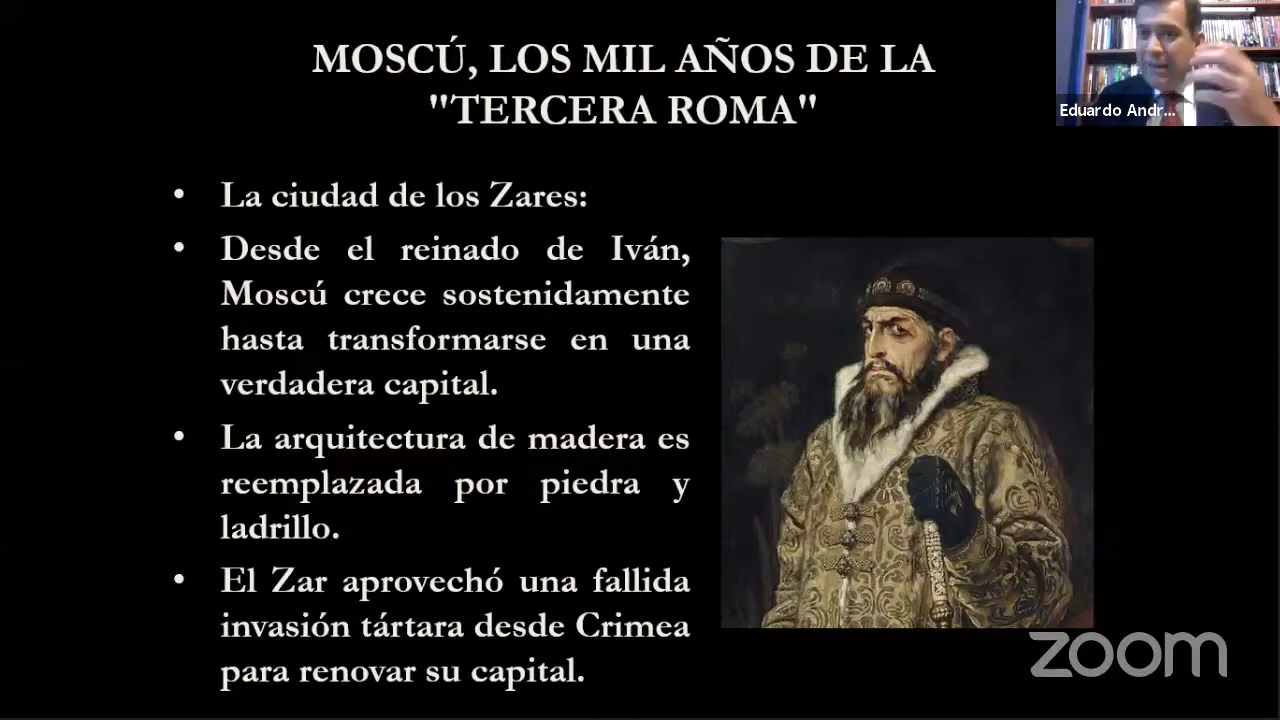 MOSCÚ, LOS MIL AÑOS DE LA
"TERCERA ROMA"
Eduardo Andr...
• La ciudad de los Zares:
• Desde el reinado de Iván,
Moscú crece sostenidamente
hasta transformarse en una
verdadera capital.
• La arquitectura de madera es
reemplazada por piedra y
ladrillo.
• El Zar aprovechó una fallida
invasión tártara desde Crimea
para renovar su capital.
zoom